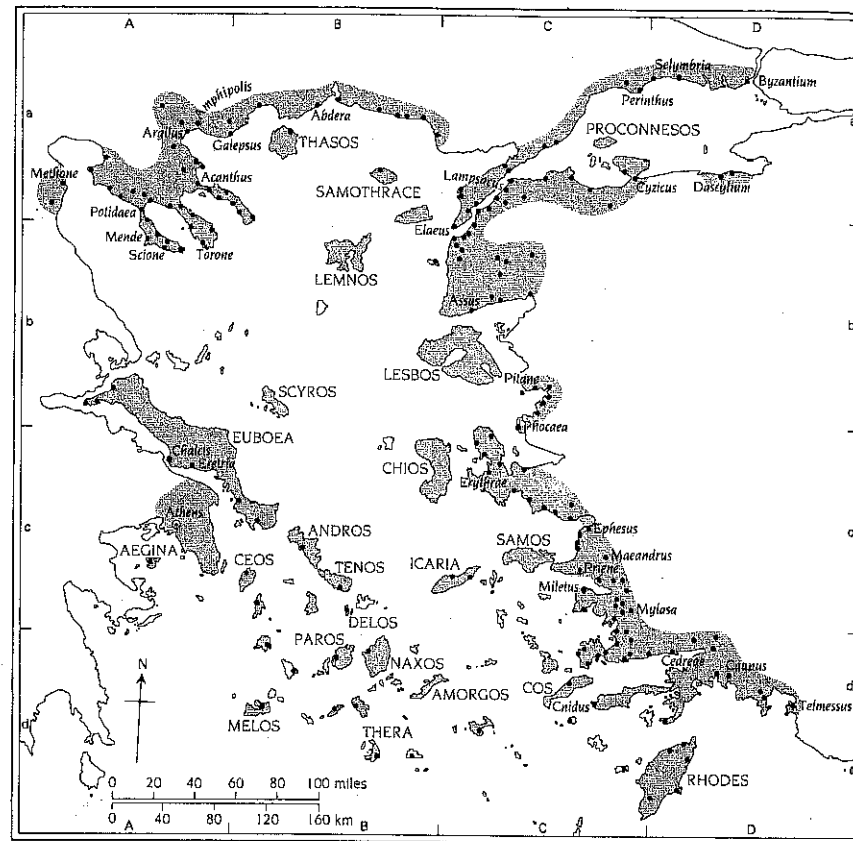 A B C D
Selymbria
Byzantium
Amphipolis
Perinthus
Abdera
a
Argilus
Galepsus
THASOS
PROCONNESOS
Methone
Acanthus
SAMOTHRACE
Lampsacus
Cyzicus
Dascylium
Potidaea
Elaeus
Mende
Scione
Torone
LEMNOS
Assus
b
b
LESBOS
Pitane
SCYROS
Phocaea
EUBOEA
Chalcis
Eretria
CHIOS
Erythrae
Athens
c
c
ANDROS
Ephesus
AEGINA
SAMOS
Maeandrus
CEOS
ICARIA
Priene
TENOS
Miletus
DELOS
Mylasa
PAROS
N
NAXOS
Cedreae
Caunus
AMORGOS
COS
d
d
MELOS
Cnidus
Telmessus
THERA
RHODES
0 20 40 60 80 100 miles
0 40 80 120 160 km
A B C D